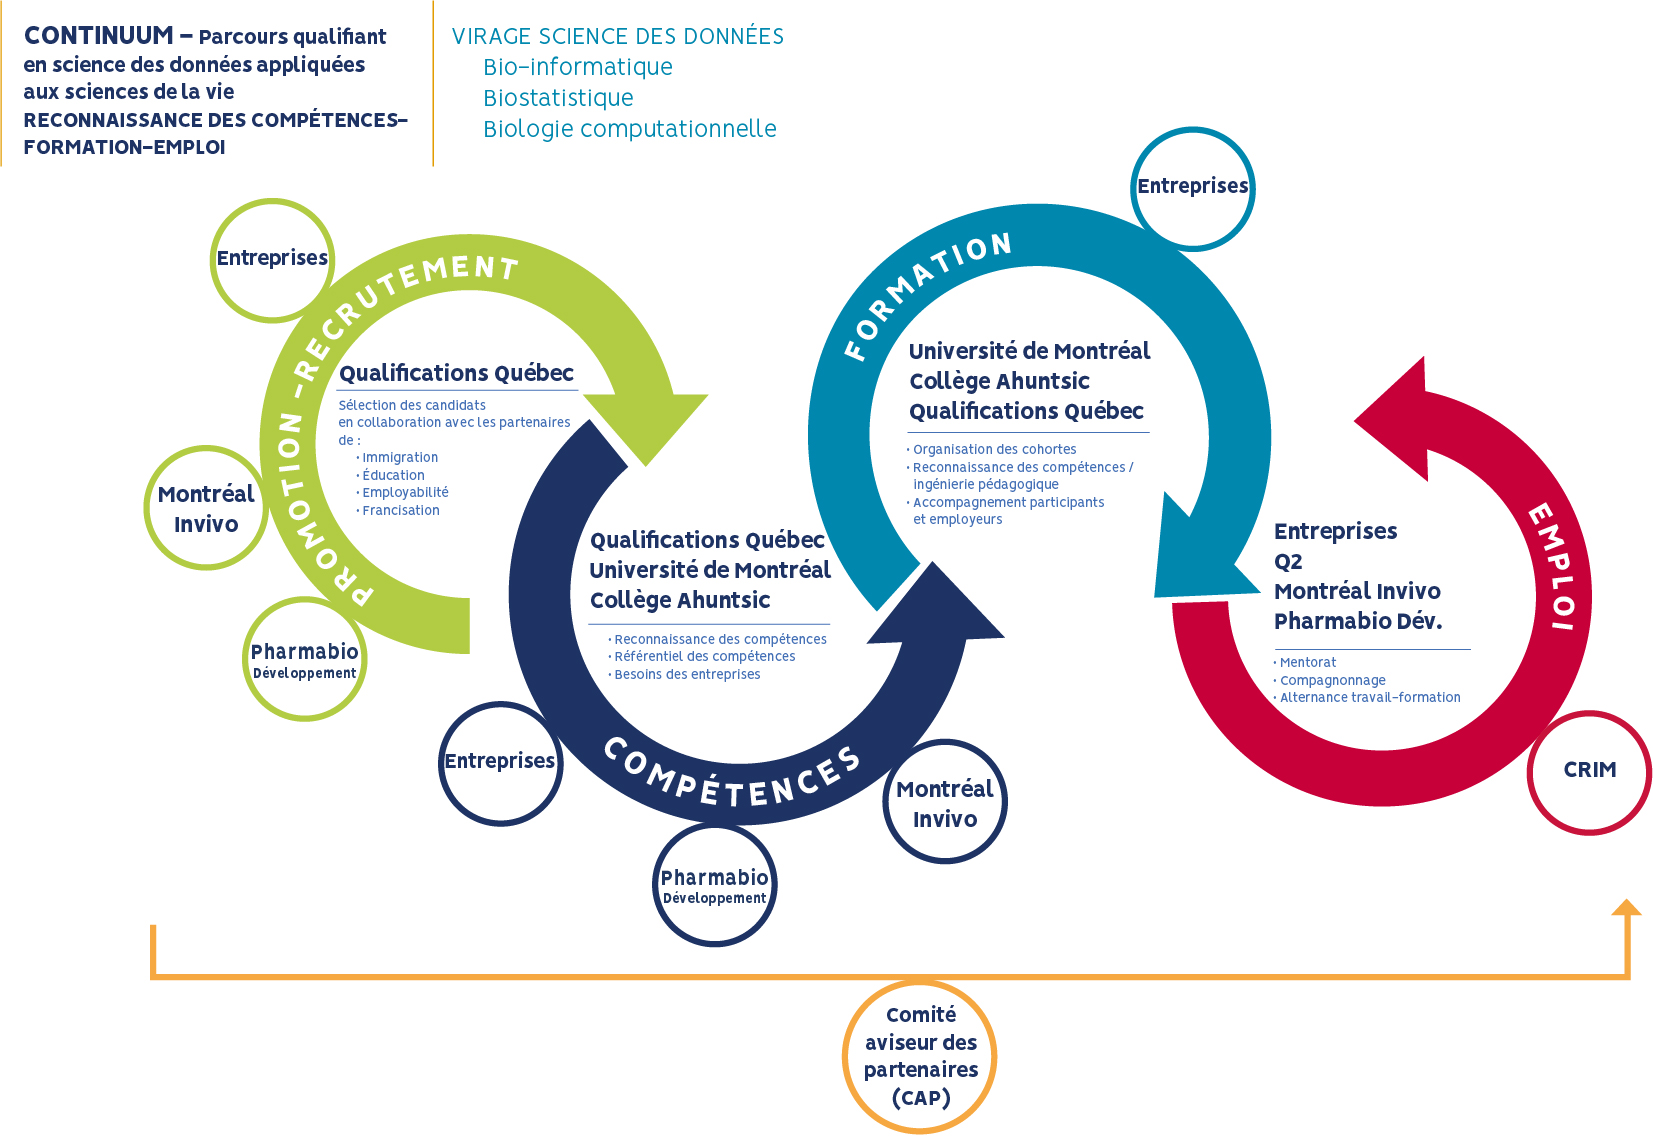 CONTINUUM – Parcours qualifiant
en science des données appliquées
aux sciences de la vie
RECONNAISSANCE DES COMPÉTENCES–
FORMATION–EMPLOI
VIRAGE SCIENCE DES DONNÉES
Bio-informatique
Biostatistique
Biologie computationnelle
PROMOTION -RECRUTEMENT
Entreprises
Montréal
Invivo
Pharmabio
Développement
Qualifications Québec
Sélection des candidats
en collaboration avec les partenaires
de :
• Immigration
• Éducation
• Employabilité
• Francisation
COMPÉTENCES
Qualifications Québec
Université de Montréal
Collège Ahuntsic
• Reconnaissance des compétences
• Référentiel des compétences
• Besoins des entreprises
Entreprises
Pharmabio
Développement
Montréal
Invivo
FORMATION
Entreprises
Université de Montréal
Collège Ahuntsic
Qualifications Québec
• Organisation des cohortes
• Reconnaissance des compétences /
ingénierie pédagogique
• Accompagnement participants
et employeurs
EMPLOI
Entreprises
Q2
Montréal Invivo
Pharmabio Dév.
• Mentorat
• Compagnonnage
• Alternance travail–formation
CRIM
Comité
aviseur des
partenaires
(CAP)